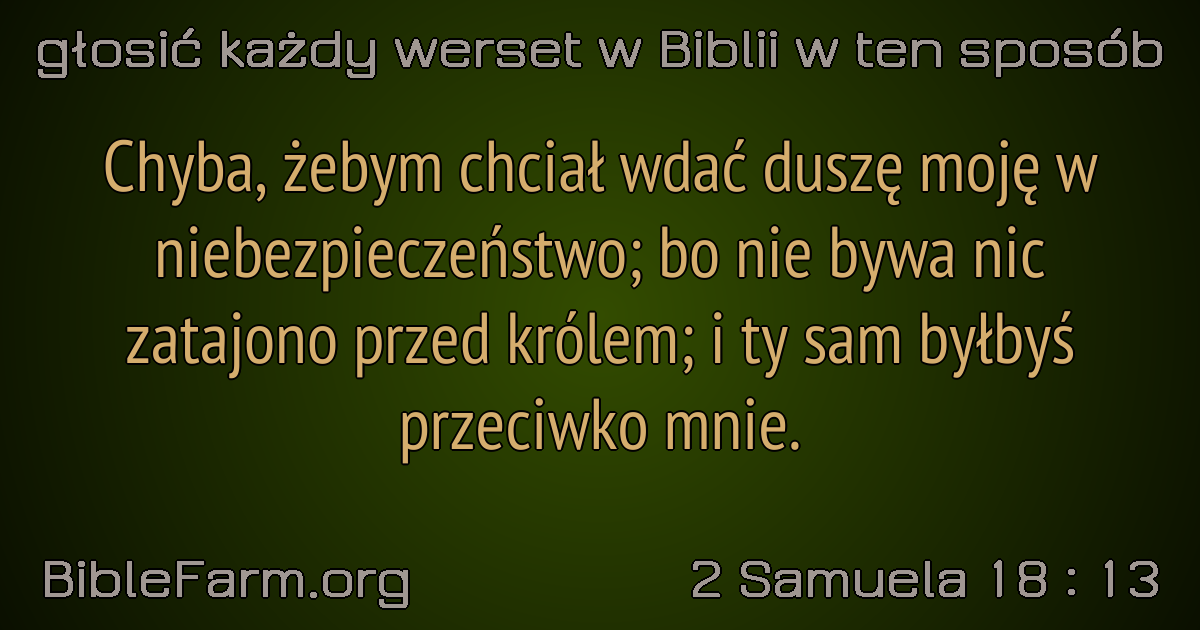 głosić każdy werset w Biblii w ten sposób
Chyba, żebym chciał wdać duszę moję w
niebezpieczeństwo; bo nie bywa nic
zatajono przed królem; i ty sam byłbyś
przeciwko mnie.
BibleFarm.org
2 Samuela 18 : 13